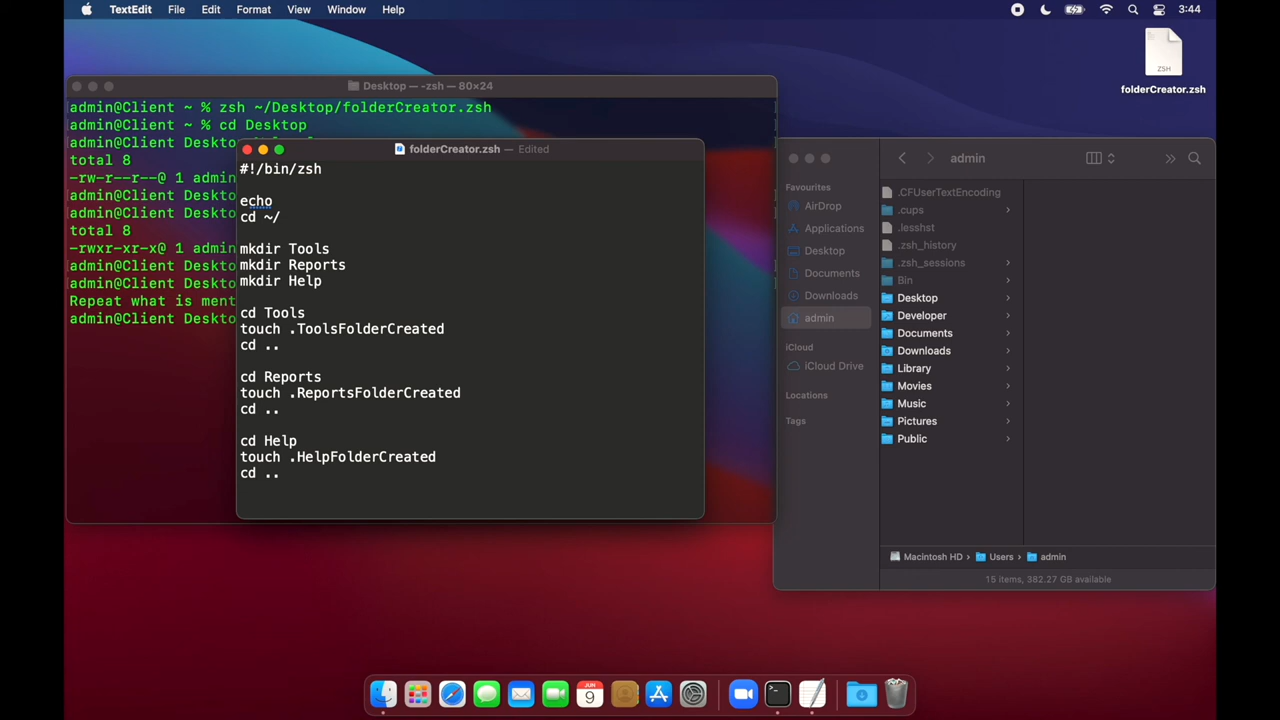 TextEdit File Edit Format View Window Help 3:44
ZSH
folderCreator.zsh
Desktop — -zsh — 80×24
admin@Client ~ % zsh ~/Desktop/folderCreator.zsh
admin@Client ~ % cd Desktop
admin@Client Deskto
total 8
-rw-r--r--@ 1 admin
admin@Client Deskto
admin@Client Deskto
total 8
-rwxr-xr-x@ 1 admin
admin@Client Deskto
admin@Client Deskto
Repeat what is ment
admin@Client Deskto
folderCreator.zsh — Edited
#!/bin/zsh
echo
cd ~/
mkdir Tools
mkdir Reports
mkdir Help
cd Tools
touch .ToolsFolderCreated
cd ..
cd Reports
touch .ReportsFolderCreated
cd ..
cd Help
touch .HelpFolderCreated
cd ..
admin
Favourites
AirDrop
Applications
Desktop
Documents
Downloads
admin
iCloud
iCloud Drive
Locations
Tags
.CFUserTextEncoding
.cups
.lesshst
.zsh_history
.zsh_sessions
Bin
Desktop
Developer
Documents
Downloads
Library
Movies
Music
Pictures
Public
Macintosh HD › Users › admin
15 items, 382.27 GB available
JUN
9